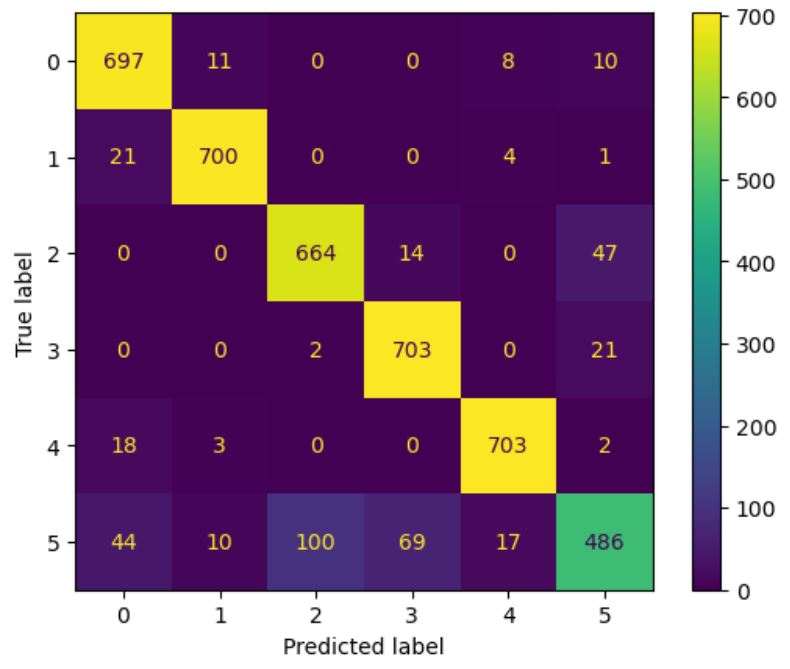 0 697 11 0 0 8 10
1 21 700 0 0 4 1
2 0 0 664 14 0 47
3 0 0 2 703 0 21
4 18 3 0 0 703 2
5 44 10 100 69 17 486
0 1 2 3 4 5
Predicted label
True label
700
600
500
400
300
200
100
0